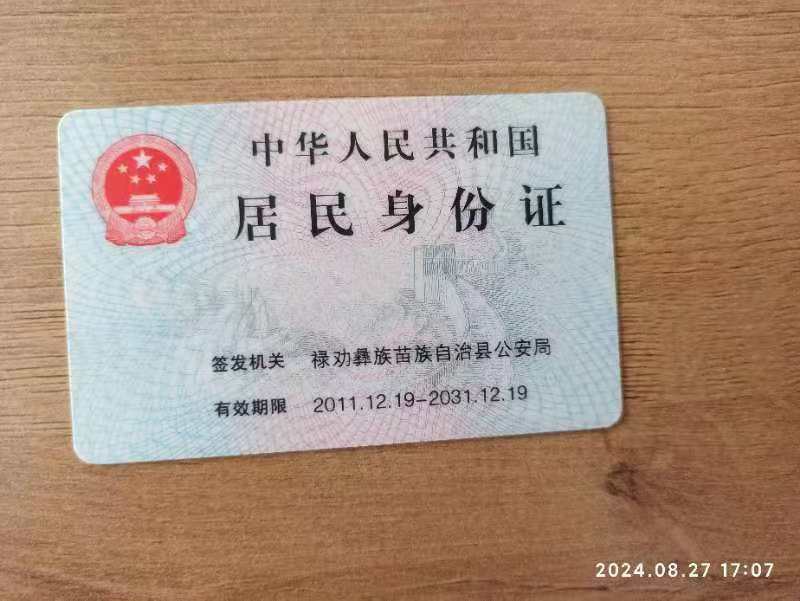 中华人民共和国
居民身份证
签发机关 禄劝彝族苗族自治县公安局
有效期限 2011.12.19-2031.12.19
2024.08.27 17:07